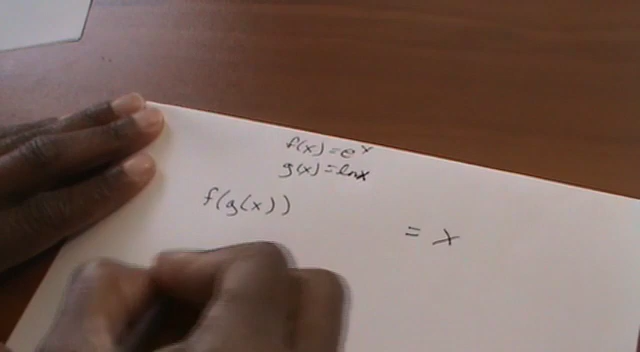 f(x)=e^x
g(x)=lnx
f(g(x))
= x